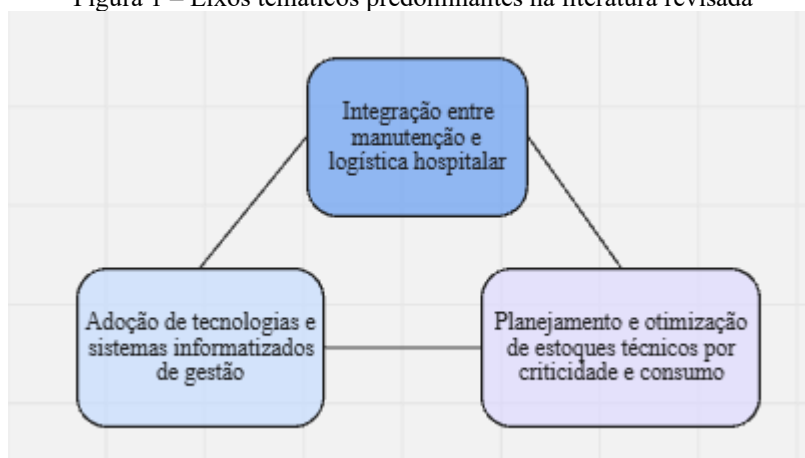 Figura 1 – Eixos temáticos predominantes na literatura revisada
Integração entre
manutenção e
logística hospitalar
Adoção de tecnologias e
sistemas informatizados
de gestão
Planejamento e otimização
de estoques técnicos por
criticidade e consumo